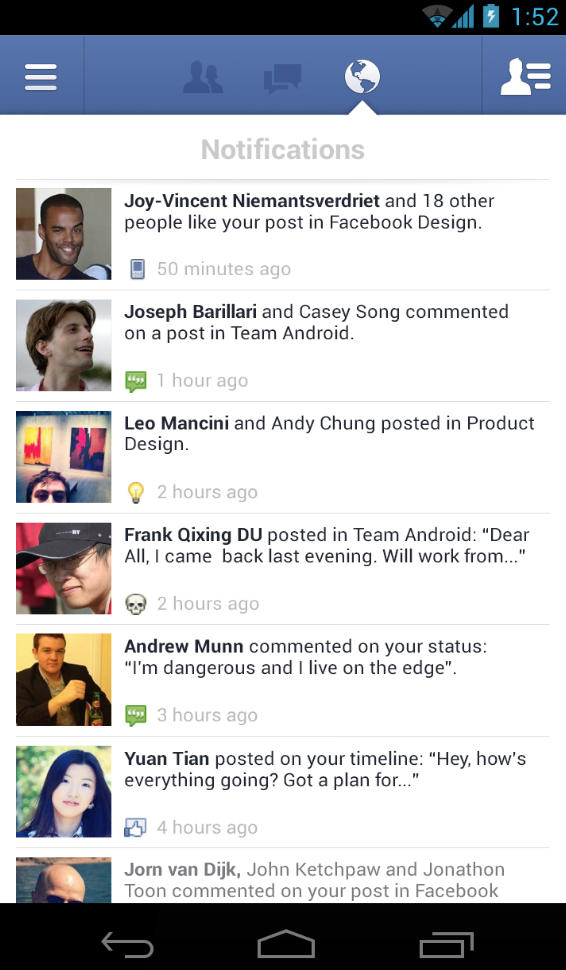 1:52
Notifications
Joy-Vincent Niemantsverdriet and 18 other
people like your post in Facebook Design.
50 minutes ago
Joseph Barillari and Casey Song commented
on a post in Team Android.
1 hour ago
Leo Mancini and Andy Chung posted in Product
Design.
2 hours ago
Frank Qixing DU posted in Team Android: “Dear
All, I came  back last evening. Will work from...”
2 hours ago
Andrew Munn commented on your status:
“I’m dangerous and I live on the edge”.
3 hours ago
Yuan Tian posted on your timeline: “Hey, how’s
everything going? Got a plan for...”
4 hours ago
Jorn van Dijk, John Ketchpaw and Jonathon
Toon commented on your post in Facebook